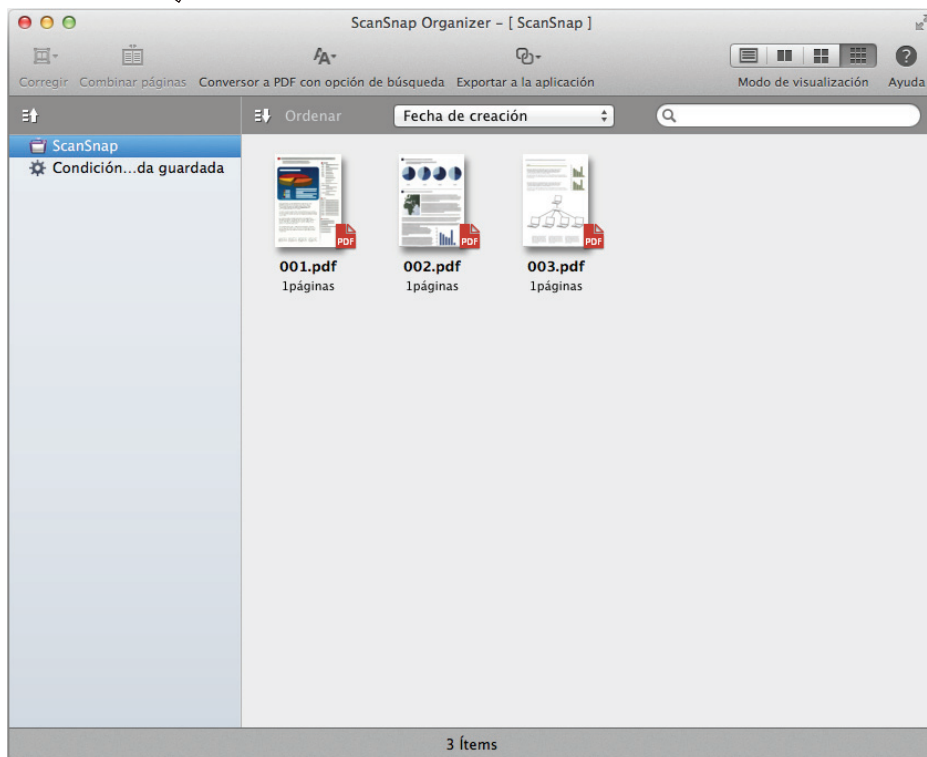 ScanSnap Organizer – [ ScanSnap ]
Corregir Combinar páginas Conversor a PDF con opción de búsqueda Exportar a la aplicación Modo de visualización Ayuda
Ordenar Fecha de creación
ScanSnap
Condición...da guardada
PDF PDF PDF
001.pdf 002.pdf 003.pdf
1páginas 1páginas 1páginas
3 Ítems